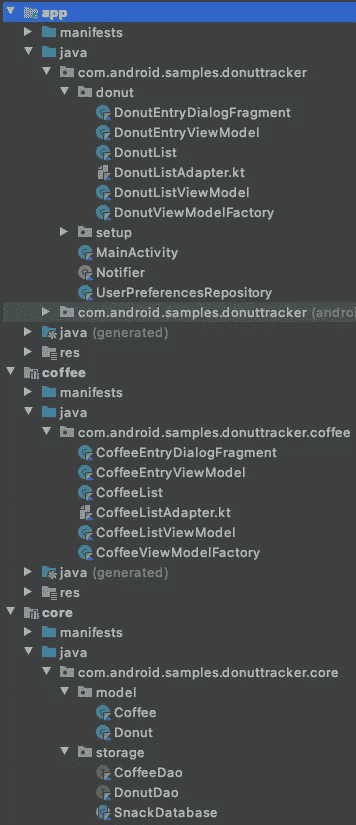 app
manifests
java
com.android.samples.donuttracker
donut
DonutEntryDialogFragment
DonutEntryViewModel
DonutList
DonutListAdapter.kt
DonutListViewModel
DonutViewModelFactory
setup
MainActivity
Notifier
UserPreferencesRepository
com.android.samples.donuttracker (andro
java (generated)
res
coffee
manifests
java
com.android.samples.donuttracker.coffee
CoffeeEntryDialogFragment
CoffeeEntryViewModel
CoffeeList
CoffeeListAdapter.kt
CoffeeListViewModel
CoffeeViewModelFactory
java (generated)
res
core
manifests
java
com.android.samples.donuttracker.core
model
Coffee
Donut
storage
CoffeeDao
DonutDao
SnackDatabase